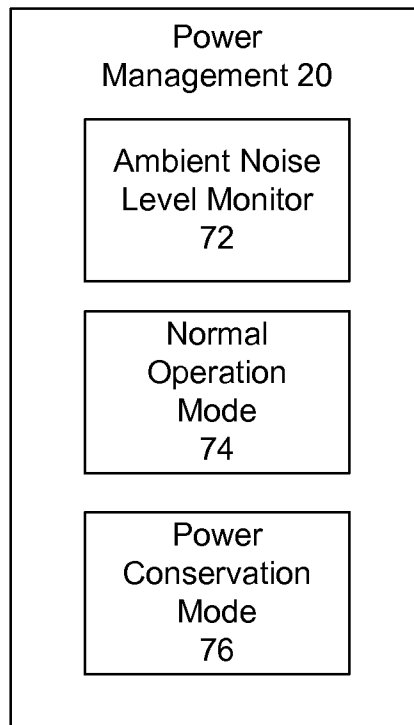 Power
Management 20
Ambient Noise
Level Monitor
72
Normal
Operation
Mode
74
Power
Conservation
Mode
76